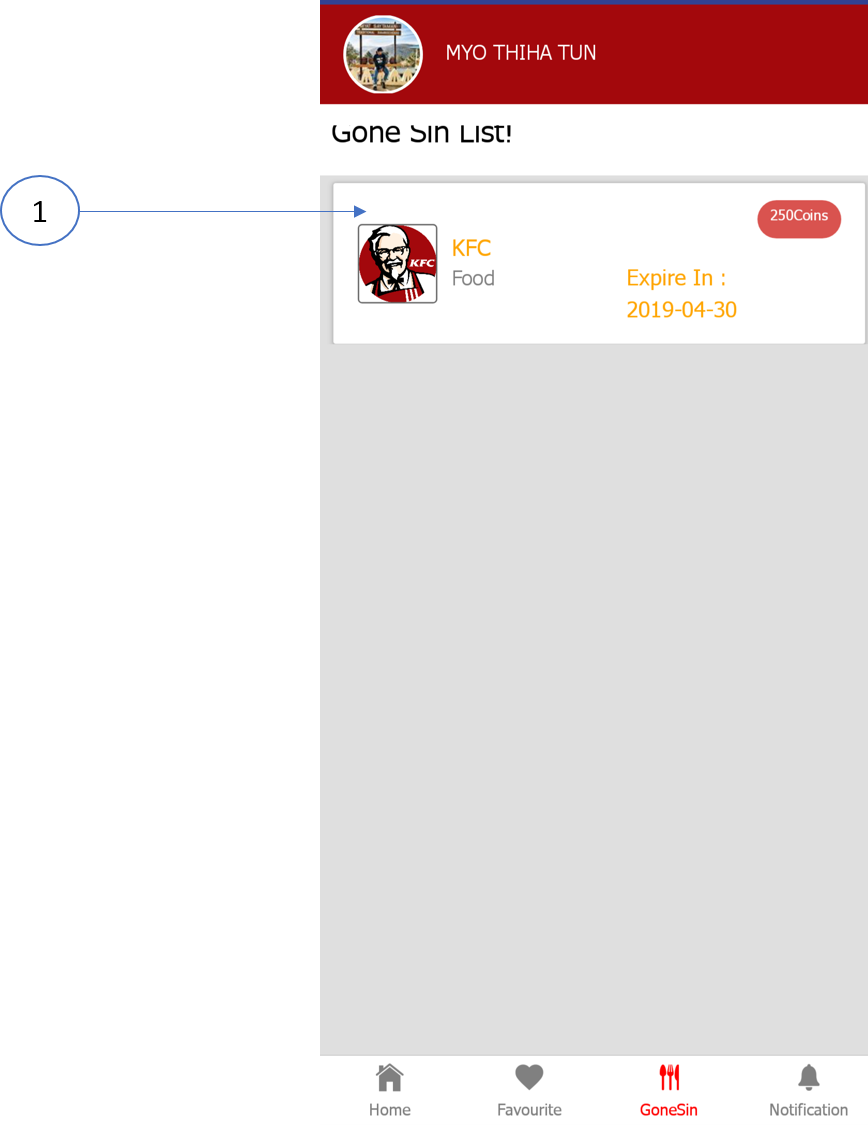 MYO THIHA TUN
Gone Sin List!
1
250Coins
KFC
KFC
Food
Expire In :
2019-04-30
Home
Favourite
GoneSin
Notification